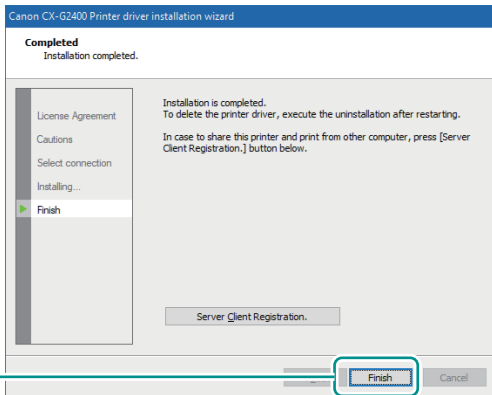 Canon CX-G2400 Printer driver installation wizard
Completed
Installation completed.
License Agreement
Cautions
Select connection
Installing...
Finish
Installation is completed.
To delete the printer driver, execute the uninstallation after restarting.
In case to share this printer and print from other computer, press [Server
Client Registration.] button below.
Server Client Registration.
Finish
Cancel